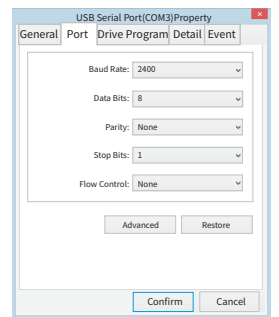 USB Serial Port(COM3)Property
General Port Drive Program Detail Event
Baud Rate: 2400
Data Bits: 8
Parity: None
Stop Bits: 1
Flow Control: None
Advanced Restore
Confirm Cancel